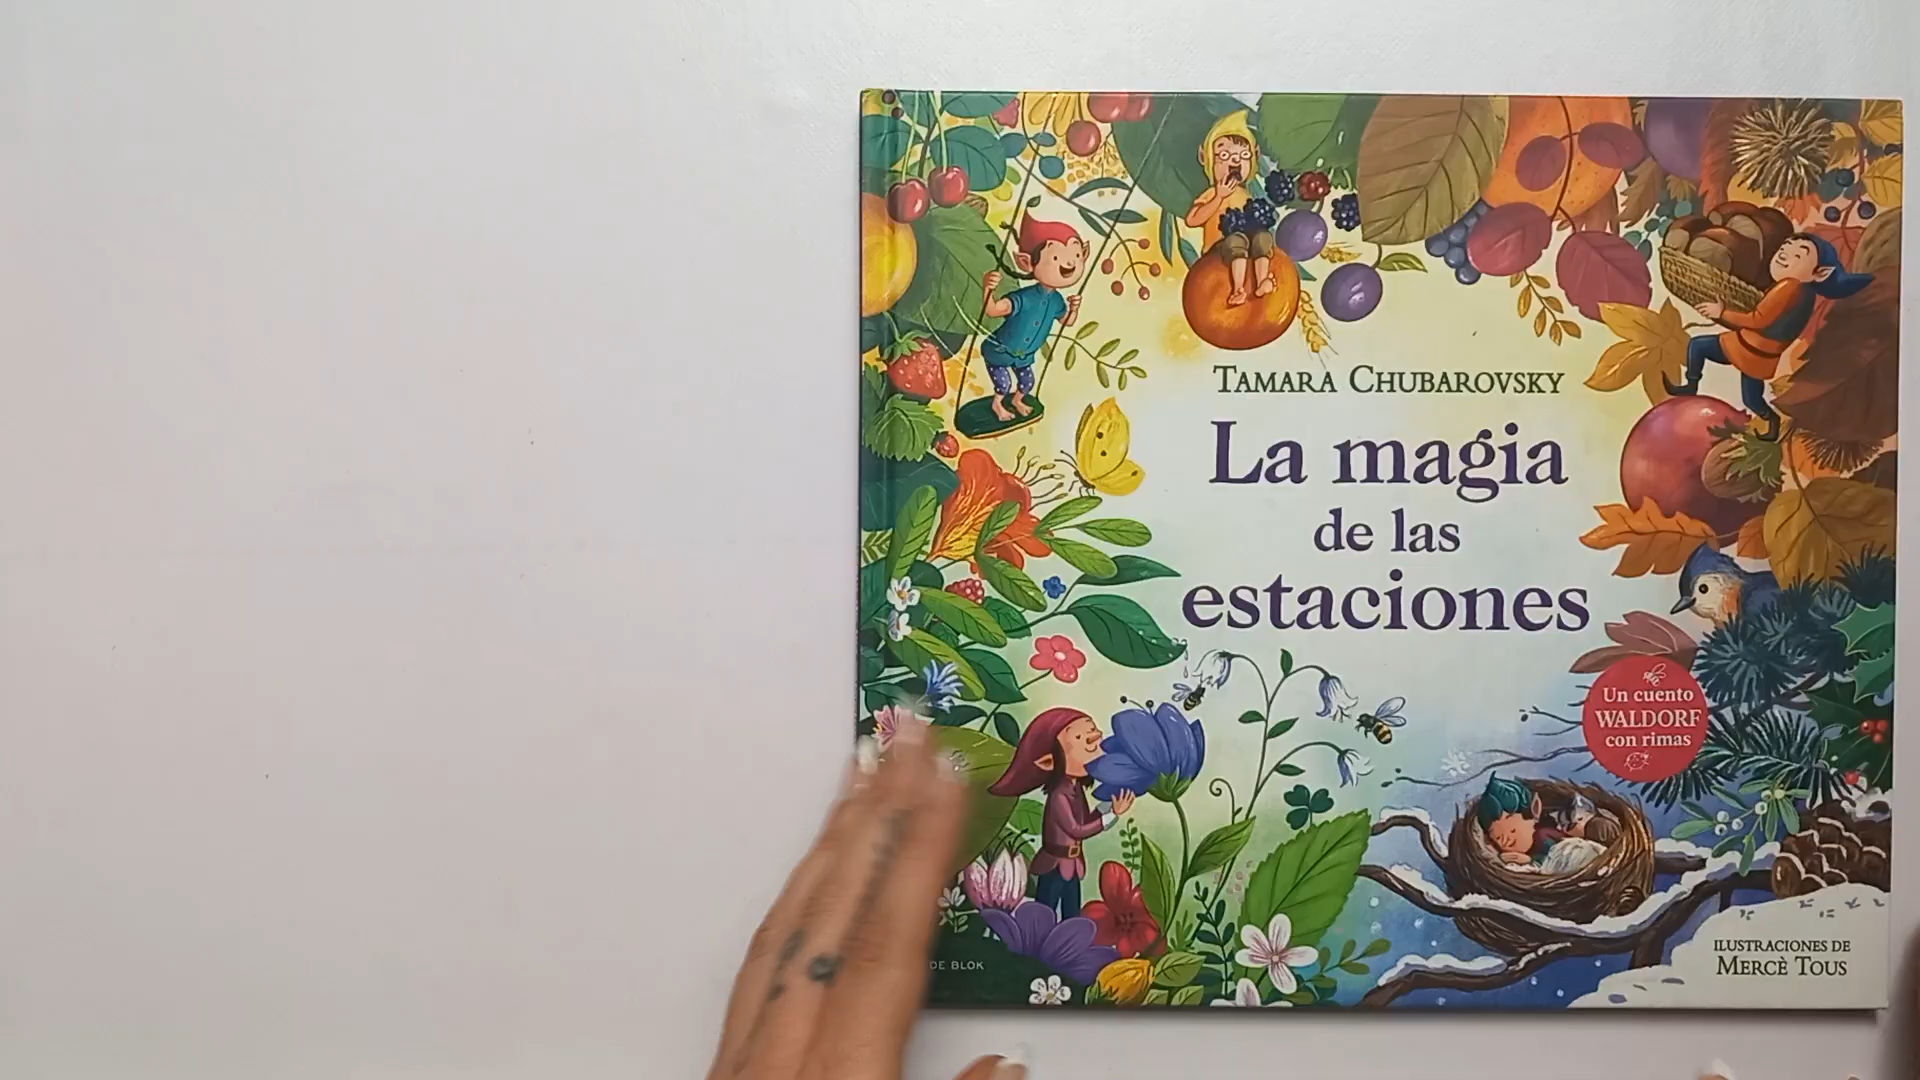 TAMARA CHUBAROVSKY
La magia
de las
estaciones
Un cuento
WALDORF
con rimas
DE BLOK
ILUSTRACIONES DE
MERCÈ TOUS